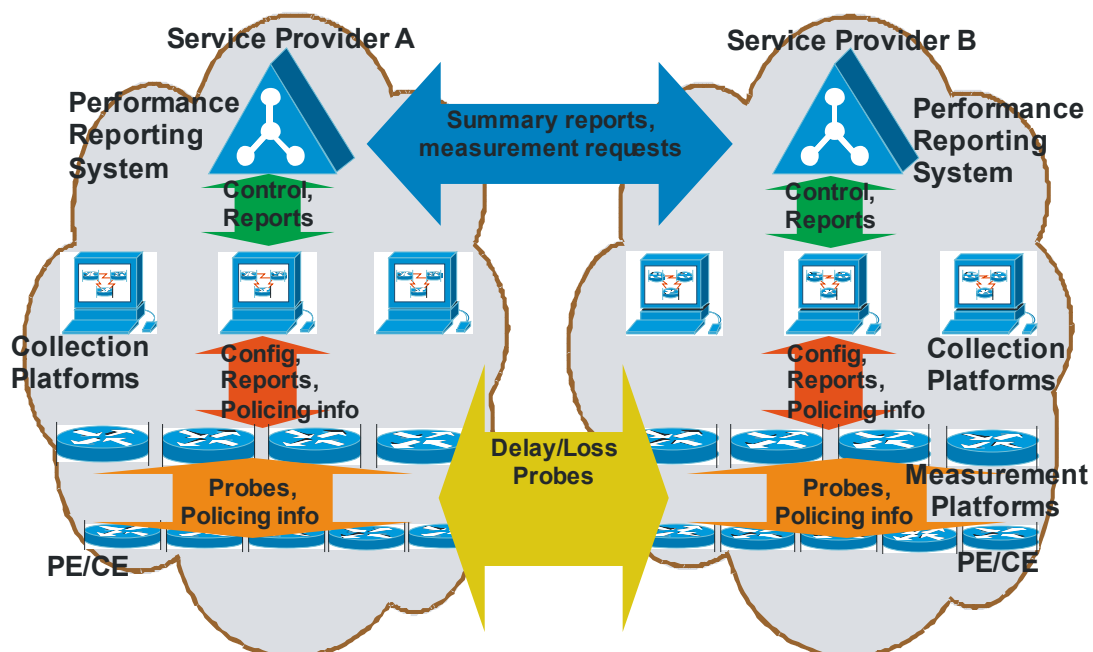 Service Provider A
Performance
Reporting
System
Control,
Reports
Collection
Platforms
Config,
Reports,
Policing info
Probes,
Policing info
PE/CE
Summary reports,
measurement requests
Delay/Loss
Probes
Service Provider B
Performance
Reporting
System
Control,
Reports
Config,
Reports,
Policing info
Collection
Platforms
Measurement
Platforms
Probes,
Policing info
PE/CE